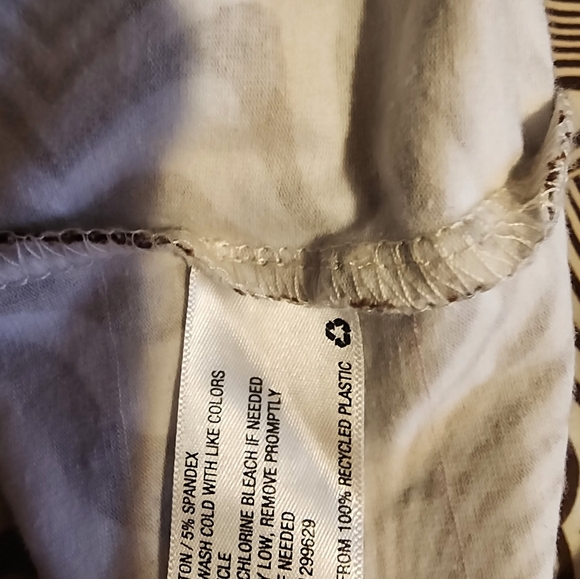 TON / 5% SPANDEX
WASH COLD WITH LIKE COLORS
CLE
CHLORINE BLEACH IF NEEDED
Y LOW, REMOVE PROMPTLY
F NEEDED
299629
FROM 100% RECYCLED PLASTIC